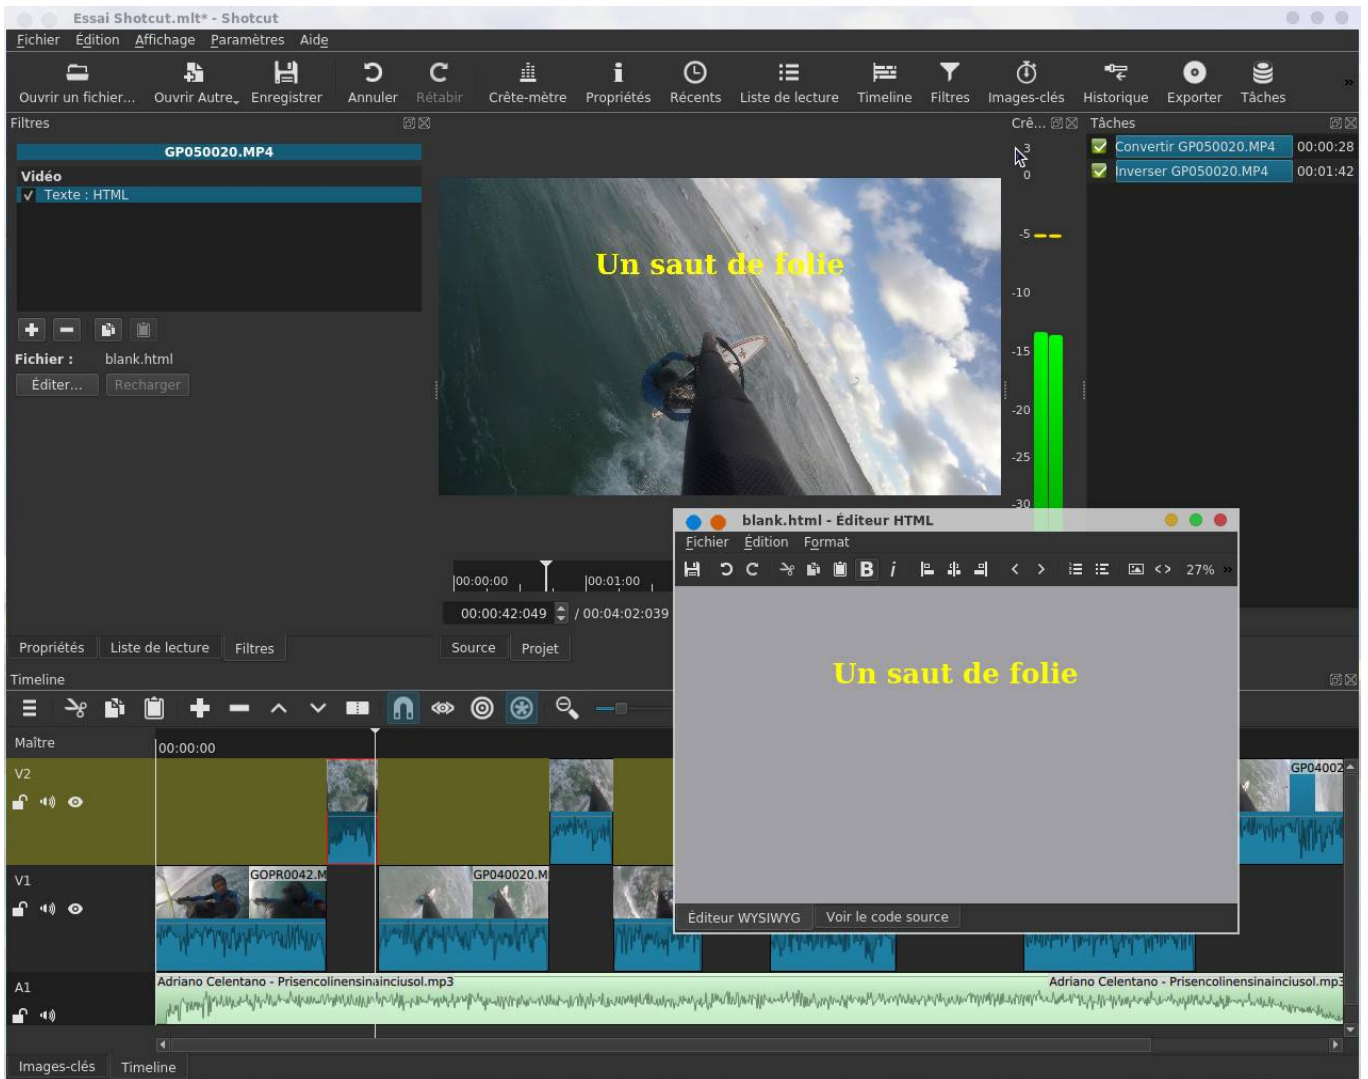 Essai Shotcut.mlt* - Shotcut
Fichier Édition Affichage Paramètres Aide
Ouvrir un fichier... Ouvrir Autre Enregistrer Annuler Rétabir Crête-mètre Propriétés Récents Liste de lecture Timeline Filtres Images-clés Historique Exporter Tâches »
Filtres
Crê...
Tâches
GP050020.MP4
Vidéo
Texte : HTML
Fichier : blank.html
Éditer... Recharger
Un saut de folie
3
0
-5
-10
-15
-20
-25
-30
Convertir GP050020.MP4 00:00:28
Inverser GP050020.MP4 00:01:42
00:00:00 00:01:00
00:00:42:049 / 00:04:02:039
Propriétés Liste de lecture Filtres
Source Projet
blank.html - Éditeur HTML
Fichier Édition Format
B i 27% »
Un saut de folie
Éditeur WYSIWYG Voir le code source
Timeline
Maître 00:00:00
V2
GP04002
V1
GOPR0042.M GP040020.M
A1
Adriano Celentano - Prisencolinensinainciusol.mp3 Adriano Celentano - Prisencolinensinainciusol.mp3
Images-clés Timeline